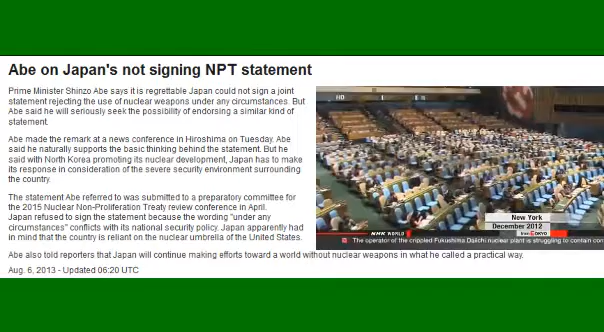 Abe on Japan's not signing NPT statement
Prime Minister Shinzo Abe says it is regrettable Japan could not sign a joint
statement rejecting the use of nuclear weapons under any circumstances. But
Abe said he will seriously seek the possibility of endorsing a similar kind of
statement.
Abe made the remark at a news conference in Hiroshima on Tuesday. Abe
said he naturally supports the basic thinking behind the statement. But he
said with North Korea promoting its nuclear development, Japan has to make
its response in consideration of the severe security environment surrounding
the country.
The statement Abe referred to was submitted to a preparatory committee for
the 2015 Nuclear Non-Proliferation Treaty review conference in April.
Japan refused to sign the statement because the wording "under any
circumstances" conflicts with its national security policy. Japan apparently had
in mind that the country is reliant on the nuclear umbrella of the United States.
HD
New York
December 2012
NHK WORLD
from TOKYO
The operator of the crippled Fukushima Daiichi nuclear plant is struggling to contain con
Abe also told reporters that Japan will continue making efforts toward a world without nuclear weapons in what he called a practical way.
Aug. 6, 2013 - Updated 06:20 UTC